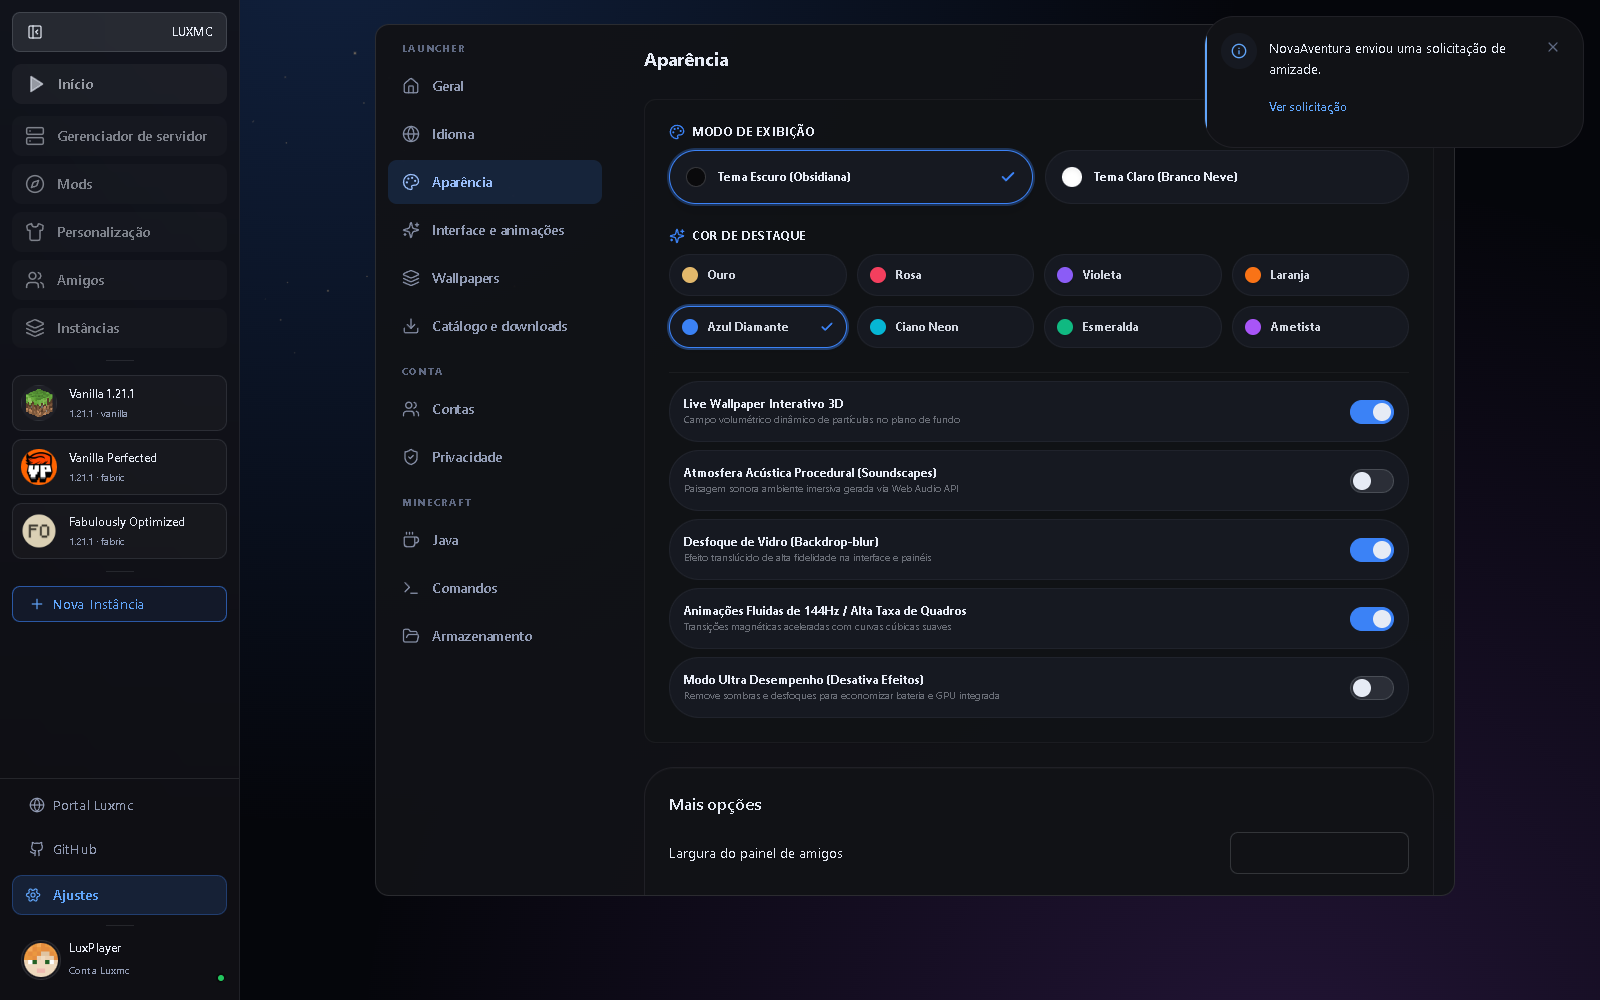 LUXMC
Início
Gerenciador de servidor
Mods
Personalização
Amigos
Instâncias
Vanilla 1.21.1
1.21.1 · vanilla
Vanilla Perfected
1.21.1 · fabric
Fabulously Optimized
1.21.1 · fabric
Nova Instância
Portal Luxmc
GitHub
Ajustes
LuxPlayer
Conta Luxmc
LAUNCHER
Geral
Idioma
Aparência
Interface e animações
Wallpapers
Catálogo e downloads
CONTA
Contas
Privacidade
MINECRAFT
Java
Comandos
Armazenamento
Aparência
MODO DE EXIBIÇÃO
Tema Escuro (Obsidiana)
Tema Claro (Branco Neve)
COR DE DESTAQUE
Ouro
Rosa
Violeta
Laranja
Azul Diamante
Ciano Neon
Esmeralda
Ametista
Live Wallpaper Interativo 3D
Campo volumétrico dinâmico de partículas no plano de fundo
Atmosfera Acústica Procedural (Soundscapes)
Paisagem sonora ambiente imersiva gerada via Web Audio API
Desfoque de Vidro (Backdrop-blur)
Efeito translúcido de alta fidelidade na interface e painéis
Animações Fluidas de 144Hz / Alta Taxa de Quadros
Transições magnéticas aceleradas com curvas cúbicas suaves
Modo Ultra Desempenho (Desativa Efeitos)
Remove sombras e desfoques para economizar bateria e GPU integrada
Mais opções
Largura do painel de amigos
NovaAventura enviou uma solicitação de
amizade.
Ver solicitação
VP
FO